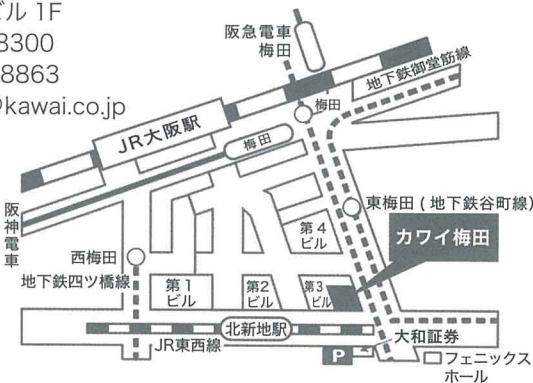 ビル 1F
8300
8863
@kawai.co.jp
阪急電車
梅田
地下鉄御堂筋線
梅田
JR大阪駅
梅田
阪神電車
東梅田(地下鉄谷町線)
第4
ビル
カワイ梅田
西梅田
地下鉄四ツ橋線
第1
ビル
第2
ビル
第3
ビル
北新地駅
JR東西線
大和証券
P
フェニックス
ホール